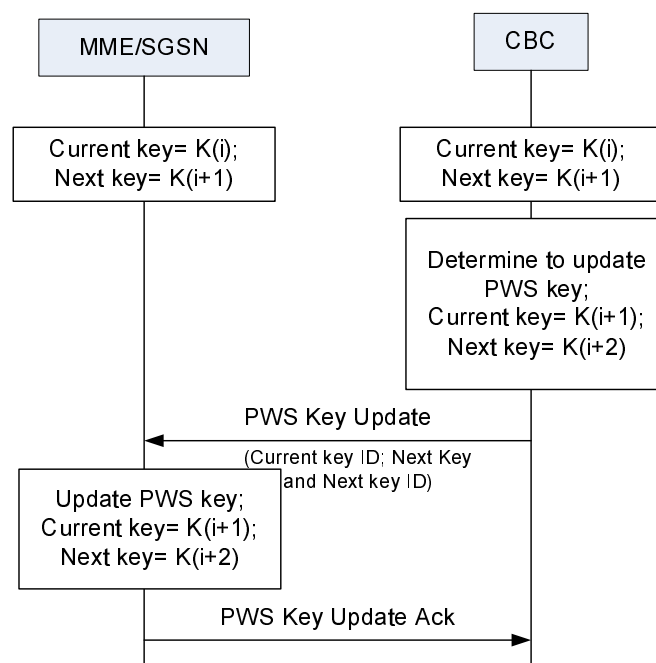 MME/SGSN
CBC
Current key= K(i);
Next key= K(i+1)
Current key= K(i);
Next key= K(i+1)
Determine to update
PWS key;
Current key= K(i+1);
Next key= K(i+2)
PWS Key Update
(Current key ID; Next Key
and Next key ID)
Update PWS key;
Current key= K(i+1);
Next key= K(i+2)
PWS Key Update Ack